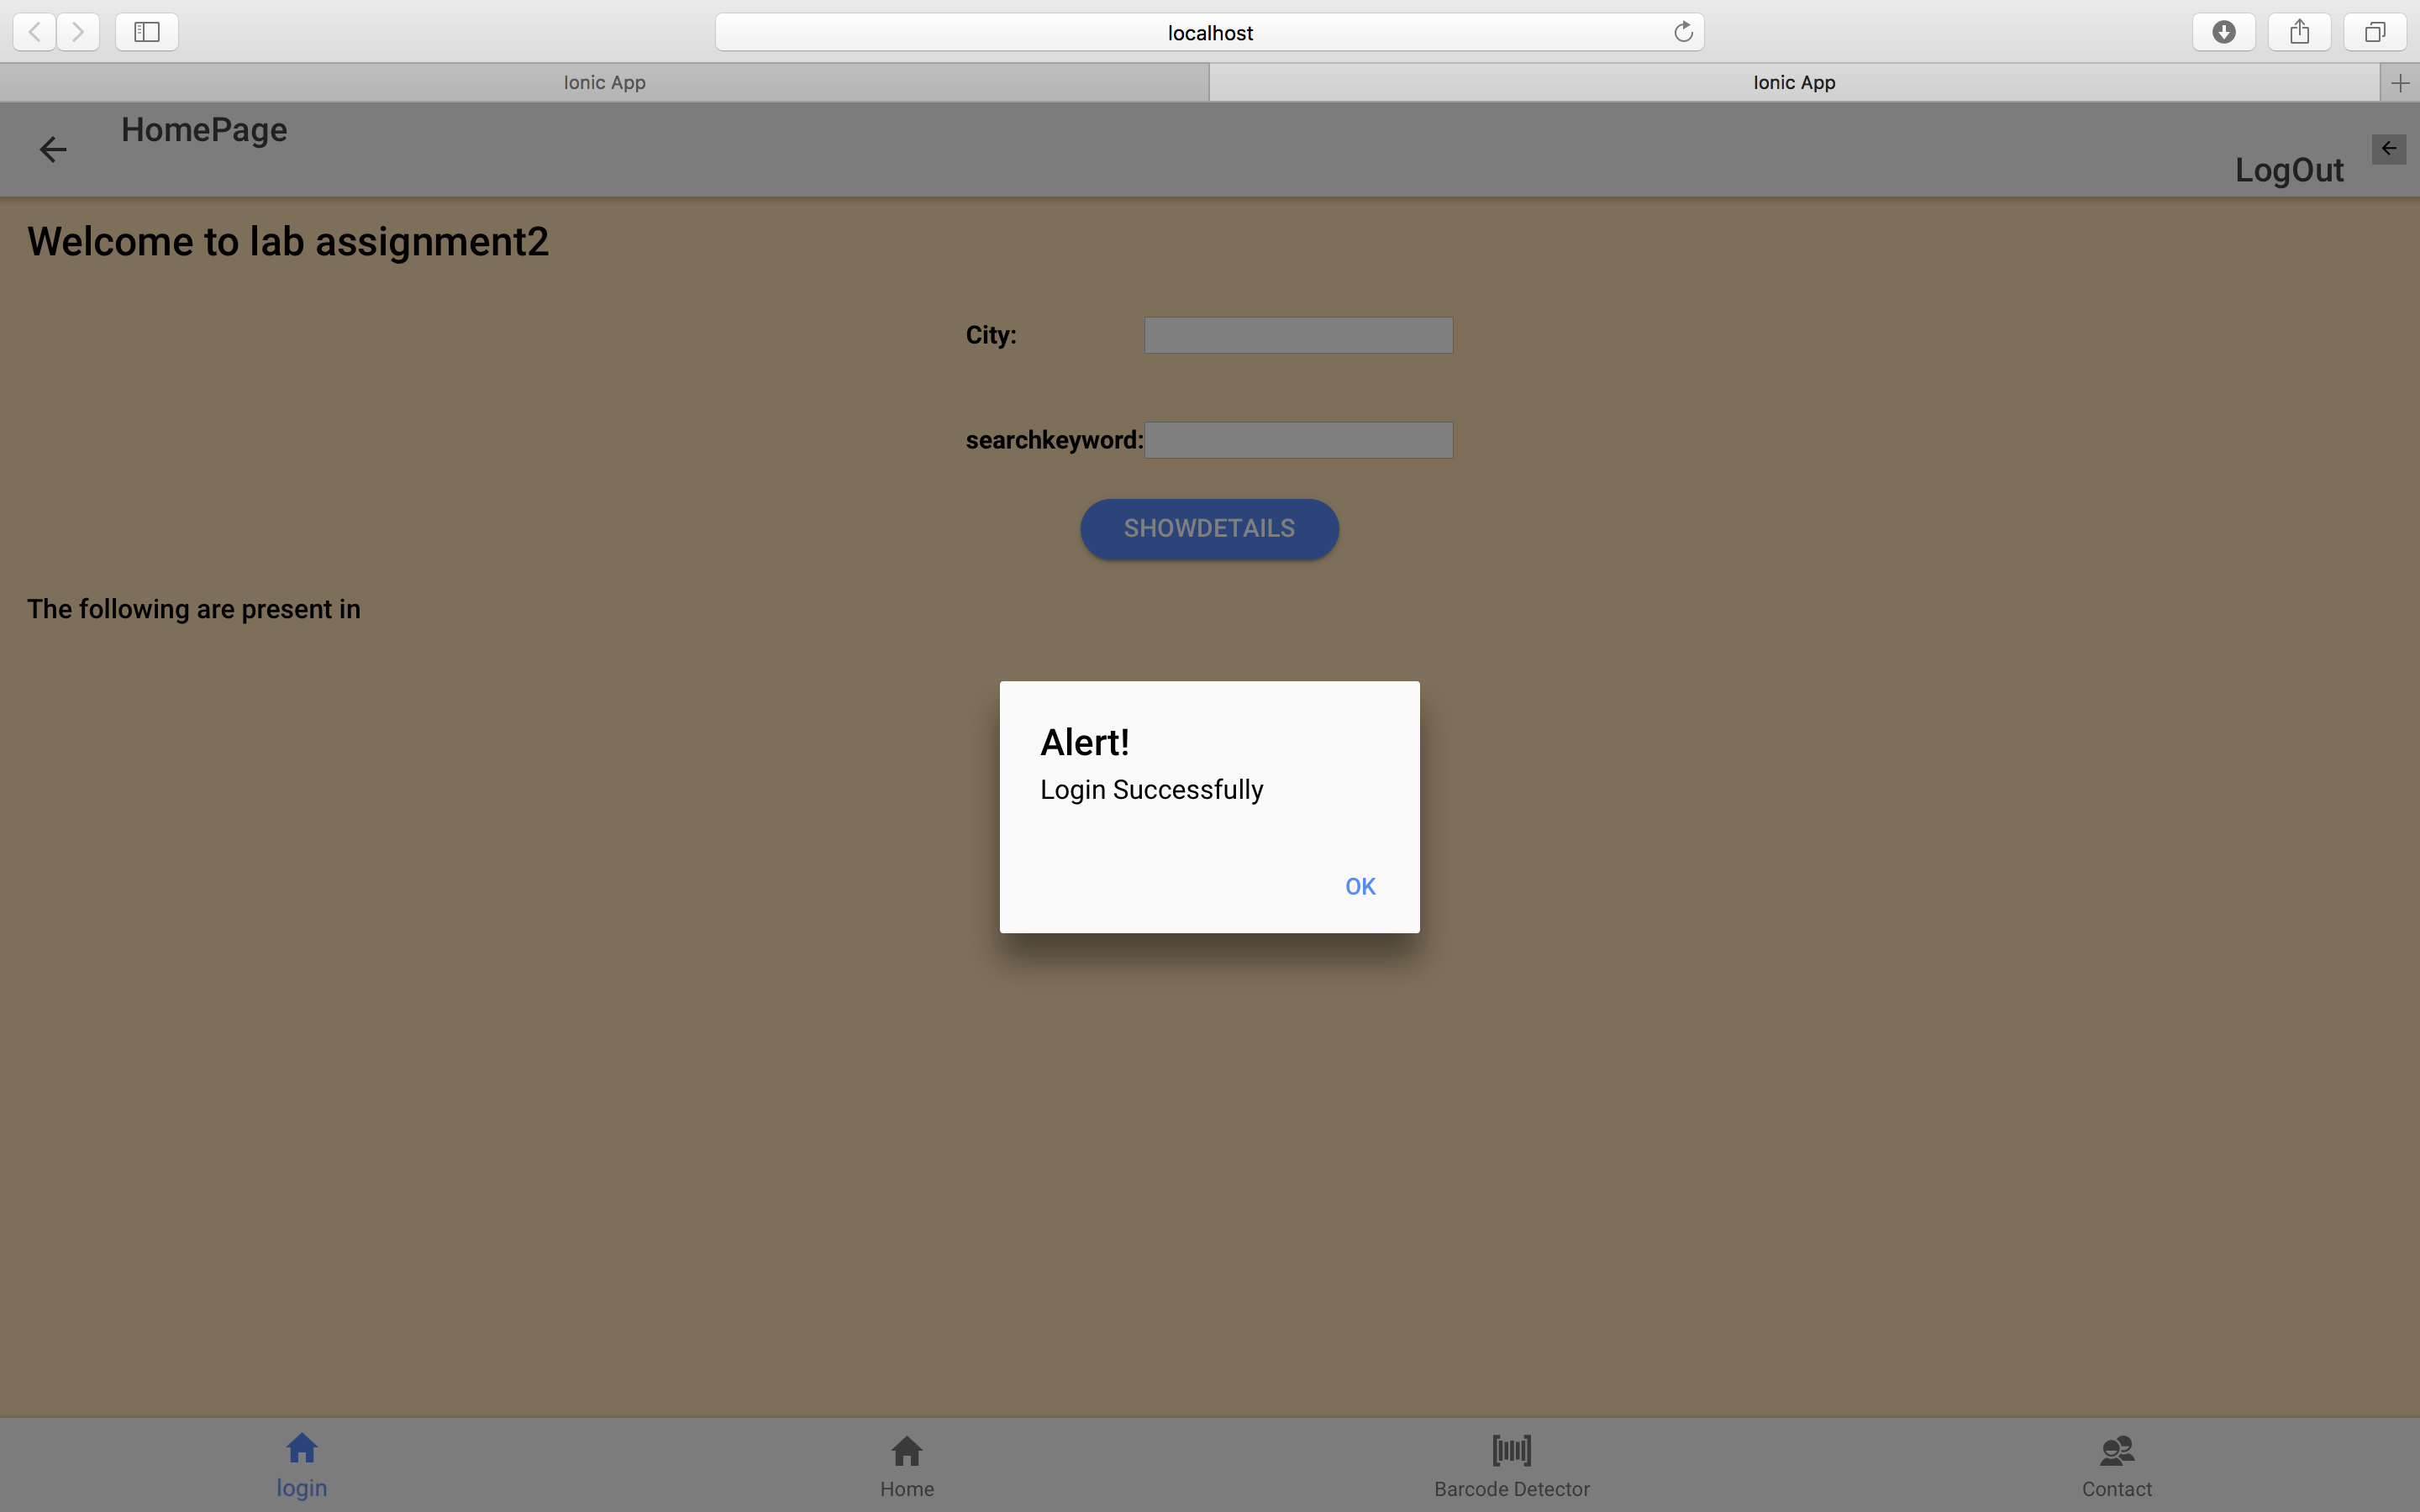 localhost
Ionic App
Ionic App
HomePage
LogOut
Welcome to lab assignment2
City:
searchkeyword:
SHOWDETAILS
The following are present in
Alert!
Login Successfully
OK
login
Home
Barcode Detector
Contact